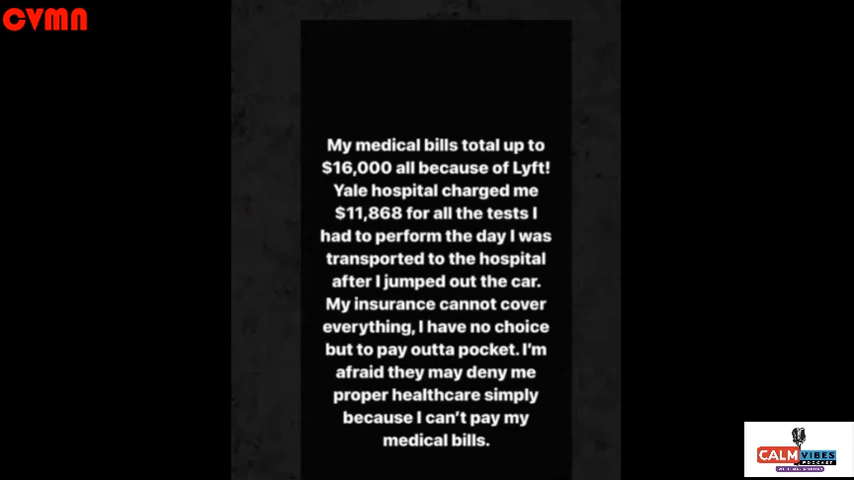 CVMN
My medical bills total up to
$16,000 all because of Lyft!
Yale hospital charged me
$11,868 for all the tests I
had to perform the day I was
transported to the hospital
after I jumped out the car.
My insurance cannot cover
everything, I have no choice
but to pay outta pocket. I'm
afraid they may deny me
proper healthcare simply
because I can't pay my
medical bills.
CALM VIBES
PODCAST